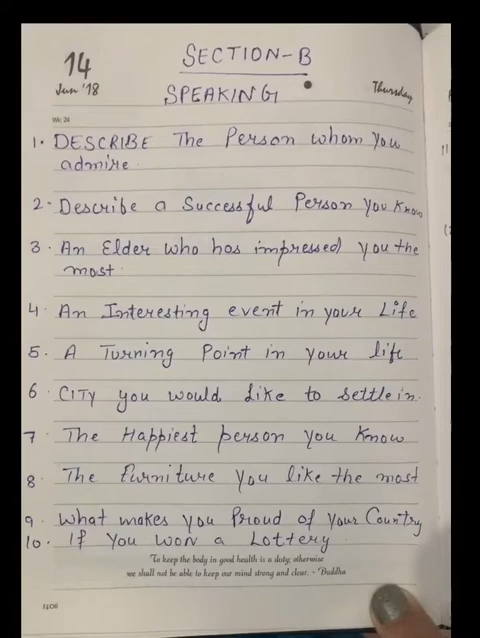 14
Jun '18
SECTION-B
SPEAKING
Thursday
Wk. 24
1. DESCRIBE The Person whom you
admire.
2- Describe a Successful Person You Know
3. An Elder who has impressed you the
most.
4. An Interesting event in your Life
5. A Turning Point in your life
6 CITY you would like to settle in.
7 The Happiest person you Know
8. The Furniture you like the most
9. What makes you Proud of Your Country
10. If You WON a Lottery
To keep the body in good health is a duty, otherwise
we shall not be able to keep our mind strong and clear. - Buddha